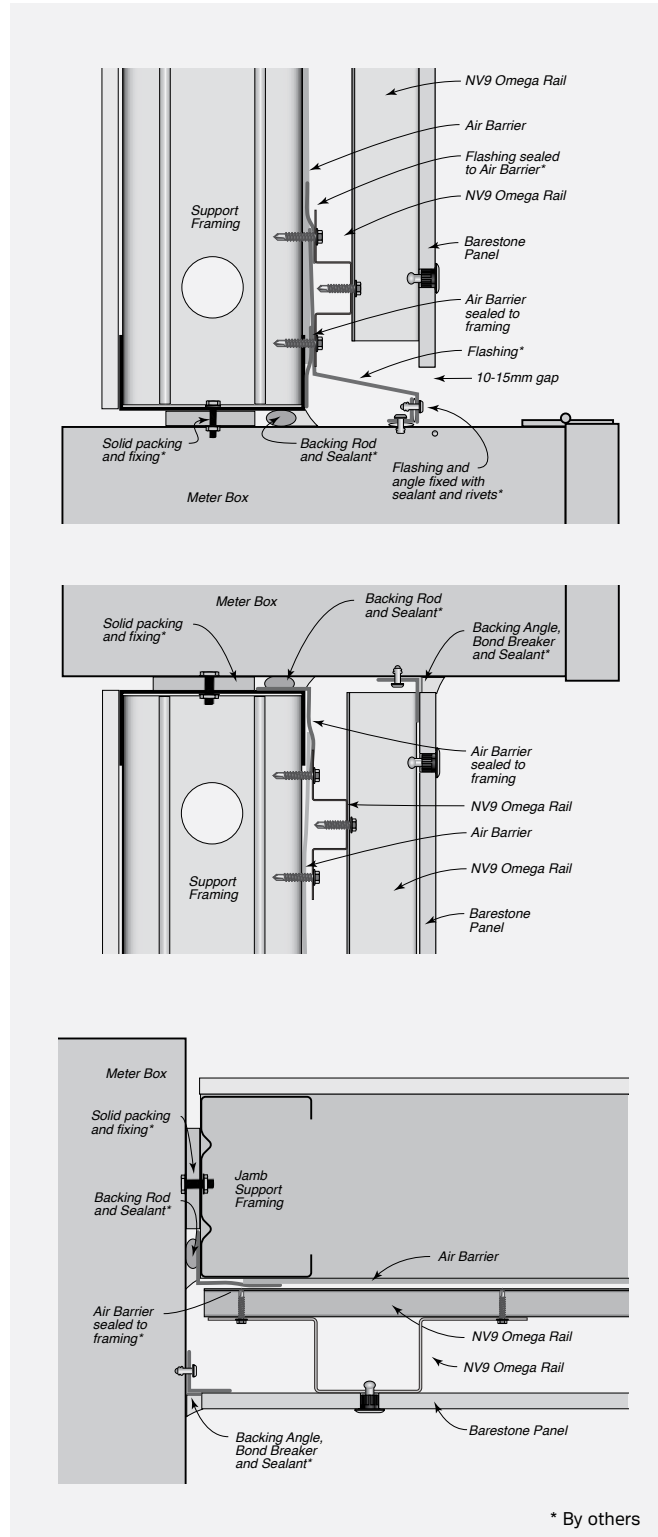 NV9 Omega Rail
Air Barrier
Flashing sealed
to Air Barrier*
NV9 Omega Rail
Support
Framing
Barestone
Panel
Air Barrier
sealed to
framing
Flashing*
10-15mm gap
Solid packing
and fixing*
Backing Rod
and Sealant*
Flashing and
angle fixed with
sealant and rivets*
Meter Box
Meter Box
Backing Rod
and Sealant*
Solid packing
and fixing*
Backing Angle,
Bond Breaker
and Sealant*
Air Barrier
sealed to
framing
NV9 Omega Rail
Air Barrier
Support
Framing
NV9 Omega Rail
Barestone
Panel
Meter Box
Solid packing
and fixing*
Jamb
Support
Framing
Backing Rod
and Sealant*
Air Barrier
Air Barrier
sealed to
framing*
NV9 Omega Rail
NV9 Omega Rail
Barestone Panel
Backing Angle,
Bond Breaker
and Sealant*
* By others